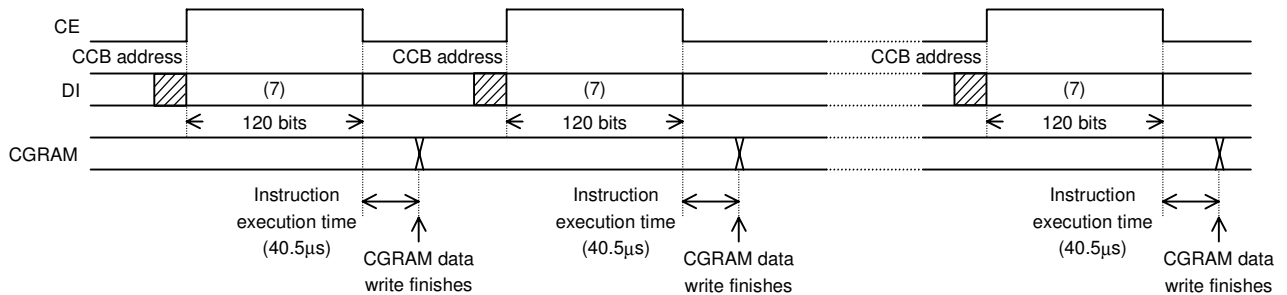 CE
CCB address CCB address CCB address
DI (7) (7) (7)
120 bits 120 bits 120 bits
CGRAM
Instruction Instruction Instruction
execution time execution time execution time
(40.5µs) (40.5µs) (40.5µs)
CGRAM data CGRAM data CGRAM data
write finishes write finishes write finishes